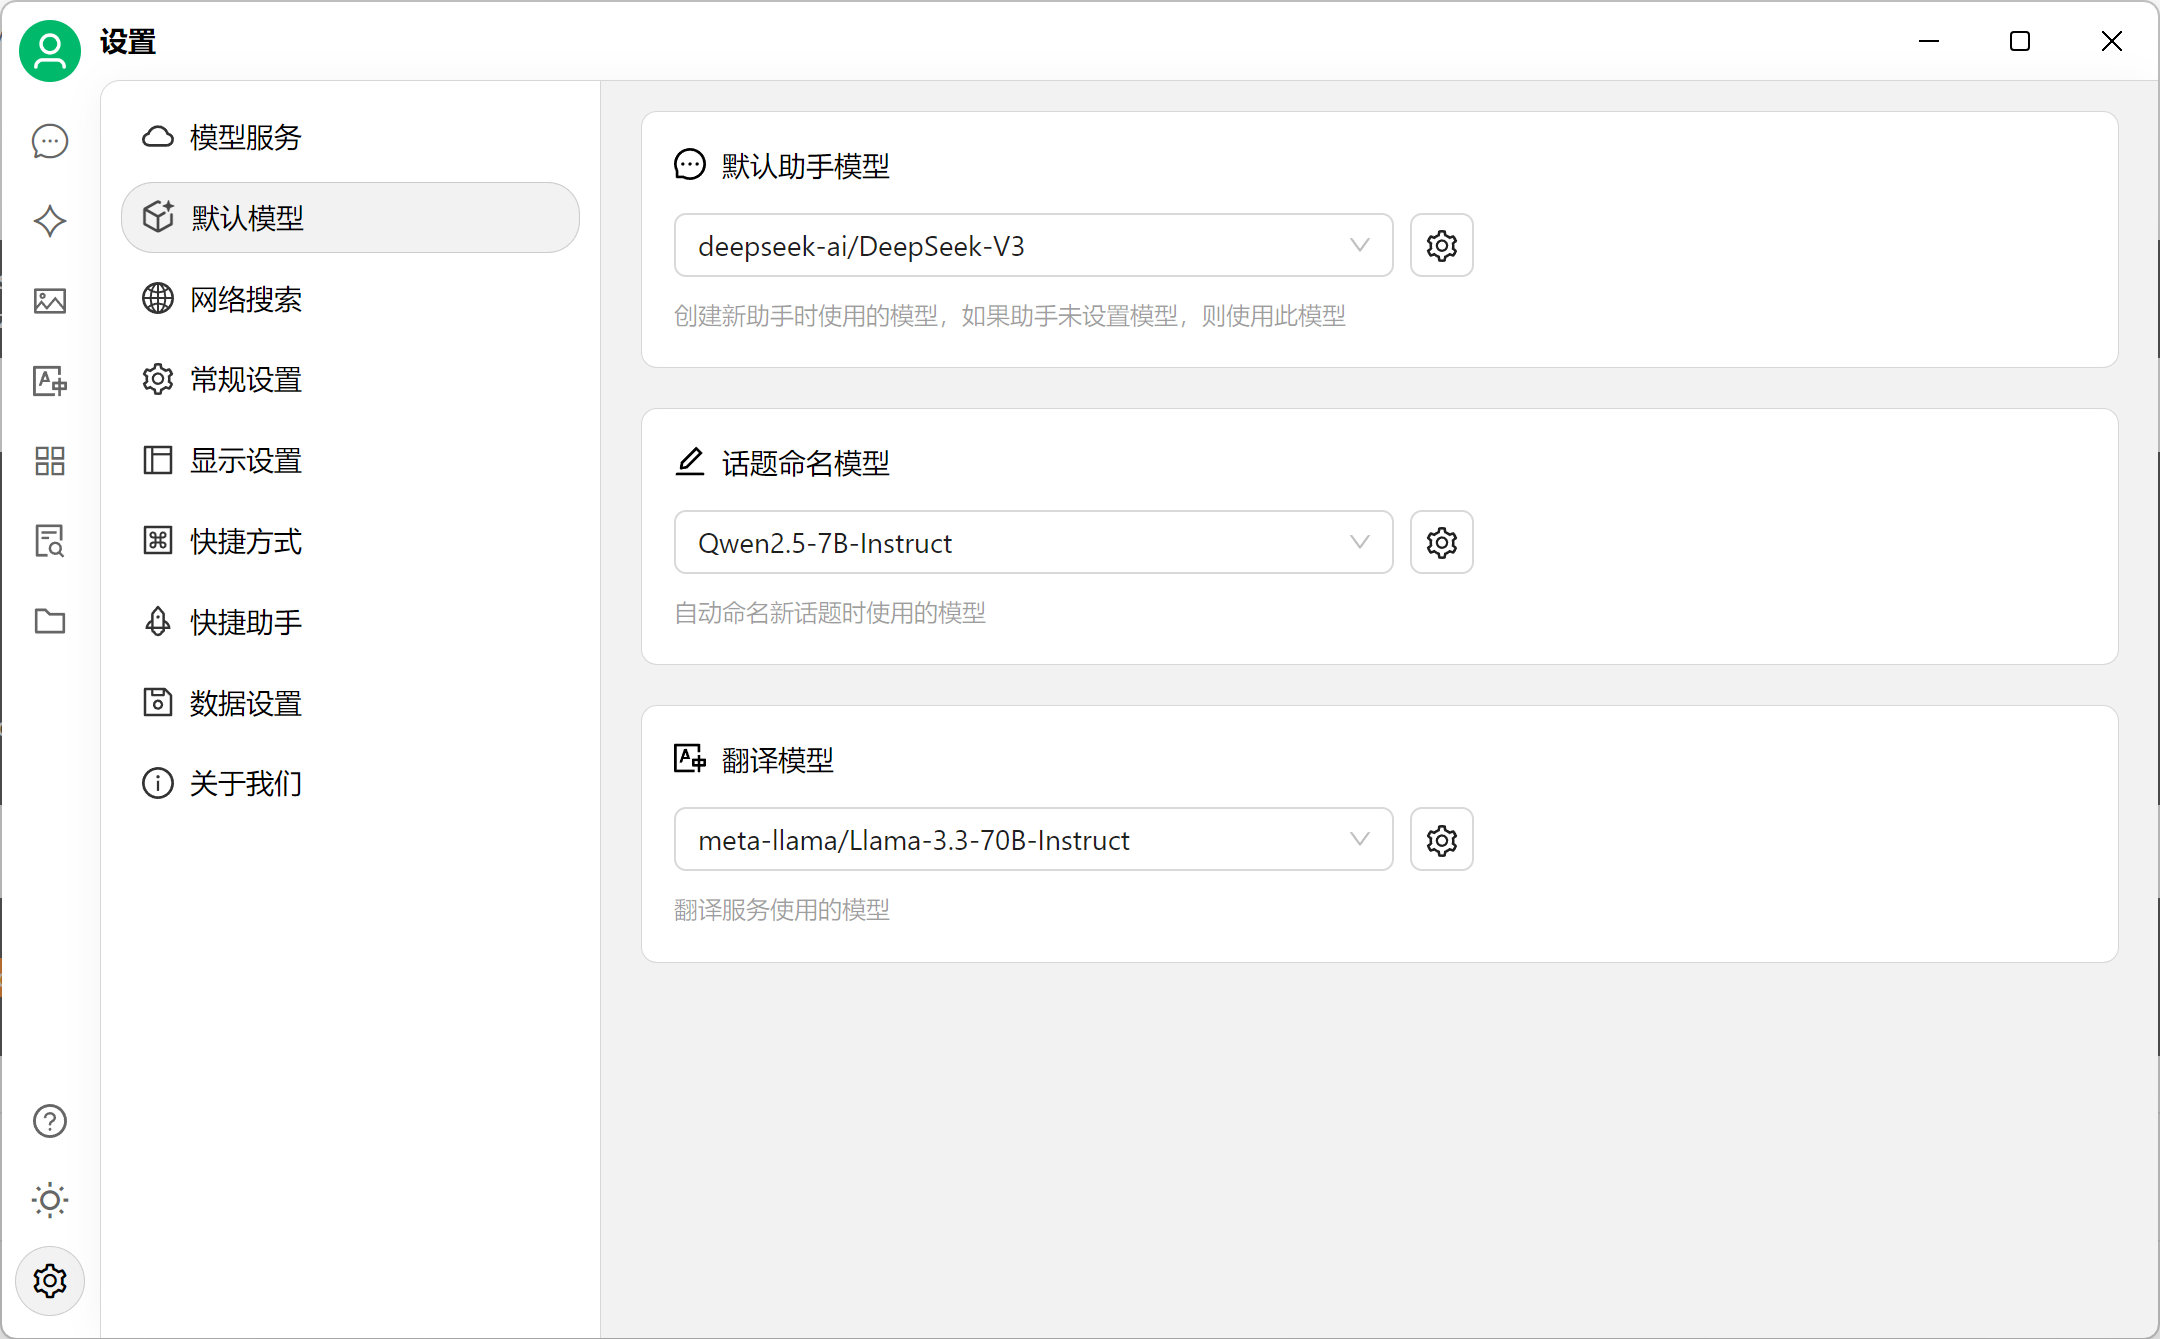 设置
模型服务
默认模型
网络搜索
常规设置
显示设置
快捷方式
快捷助手
数据设置
关于我们
默认助手模型
deepseek-ai/DeepSeek-V3
创建新助手时使用的模型，如果助手未设置模型，则使用此模型
话题命名模型
Qwen2.5-7B-Instruct
自动命名新话题时使用的模型
翻译模型
meta-llama/Llama-3.3-70B-Instruct
翻译服务使用的模型